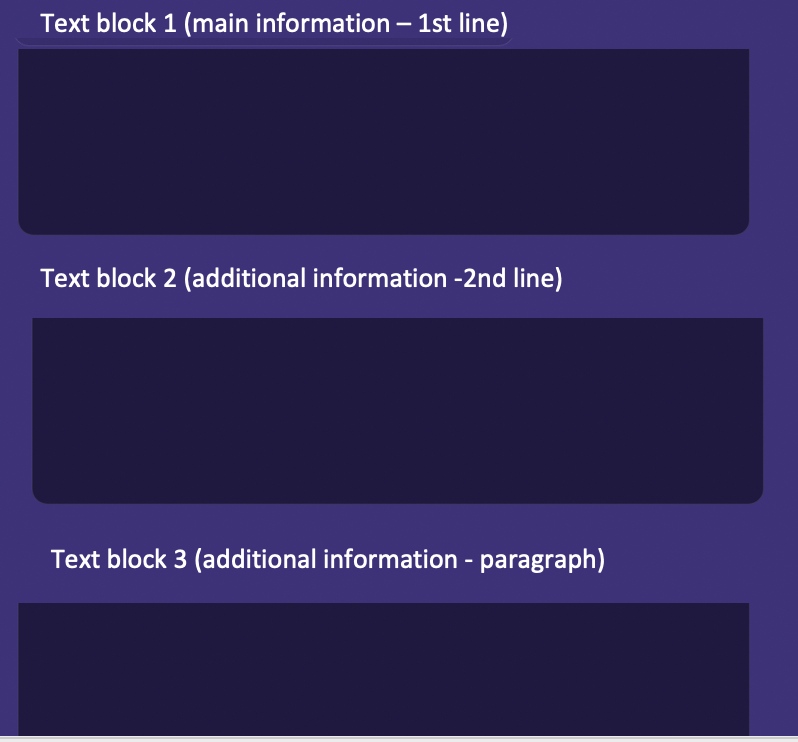 Text block 1 (main information – 1st line)
Text block 2 (additional information -2nd line)
Text block 3 (additional information - paragraph)